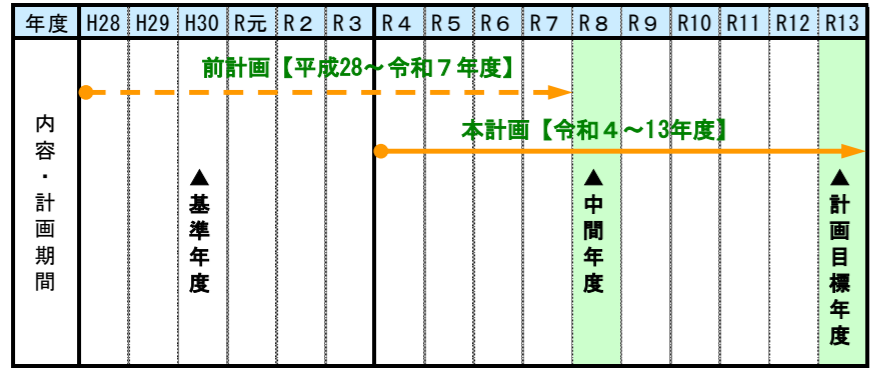 年度 H28 H29 H30 R元 R２ R３ R４ R５ R６ R７ R８ R９ R10 R11 R12 R13
前計画【平成28～令和７年度】
本計画【令和４～13年度】
内容・計画期間
▲基準年度
▲中間年度
▲計画目標年度